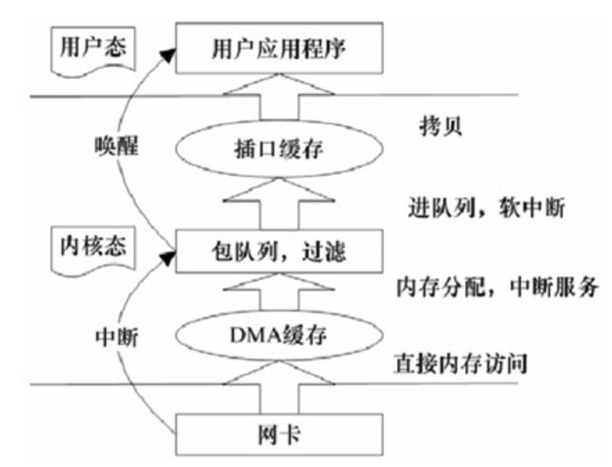 用户态
用户应用程序
拷贝
唤醒
插口缓存
进队列，软中断
内核态
包队列，过滤
内存分配，中断服务
中断
DMA缓存
直接内存访问
网卡